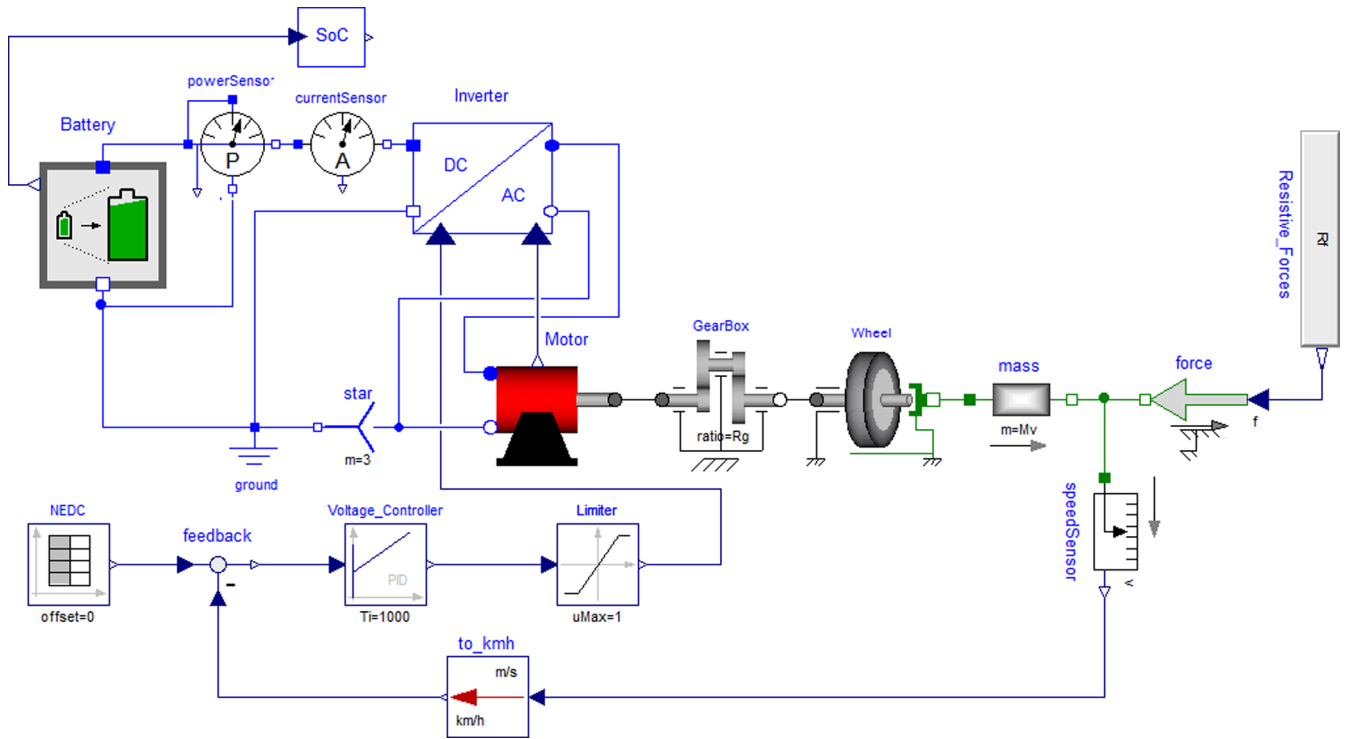 SoC
powerSensor
currentSensor
Inverter
Battery
P
A
DC
AC
Resistive_Forces
Rf
Motor
GearBox
Wheel
mass
force
star
ratio=Rg
m=Mv
f
m=3
ground
speedSensor
v
NEDC
feedback
Voltage_Controller
Limiter
-
PID
offset=0
Ti=1000
uMax=1
to_kmh
m/s
km/h